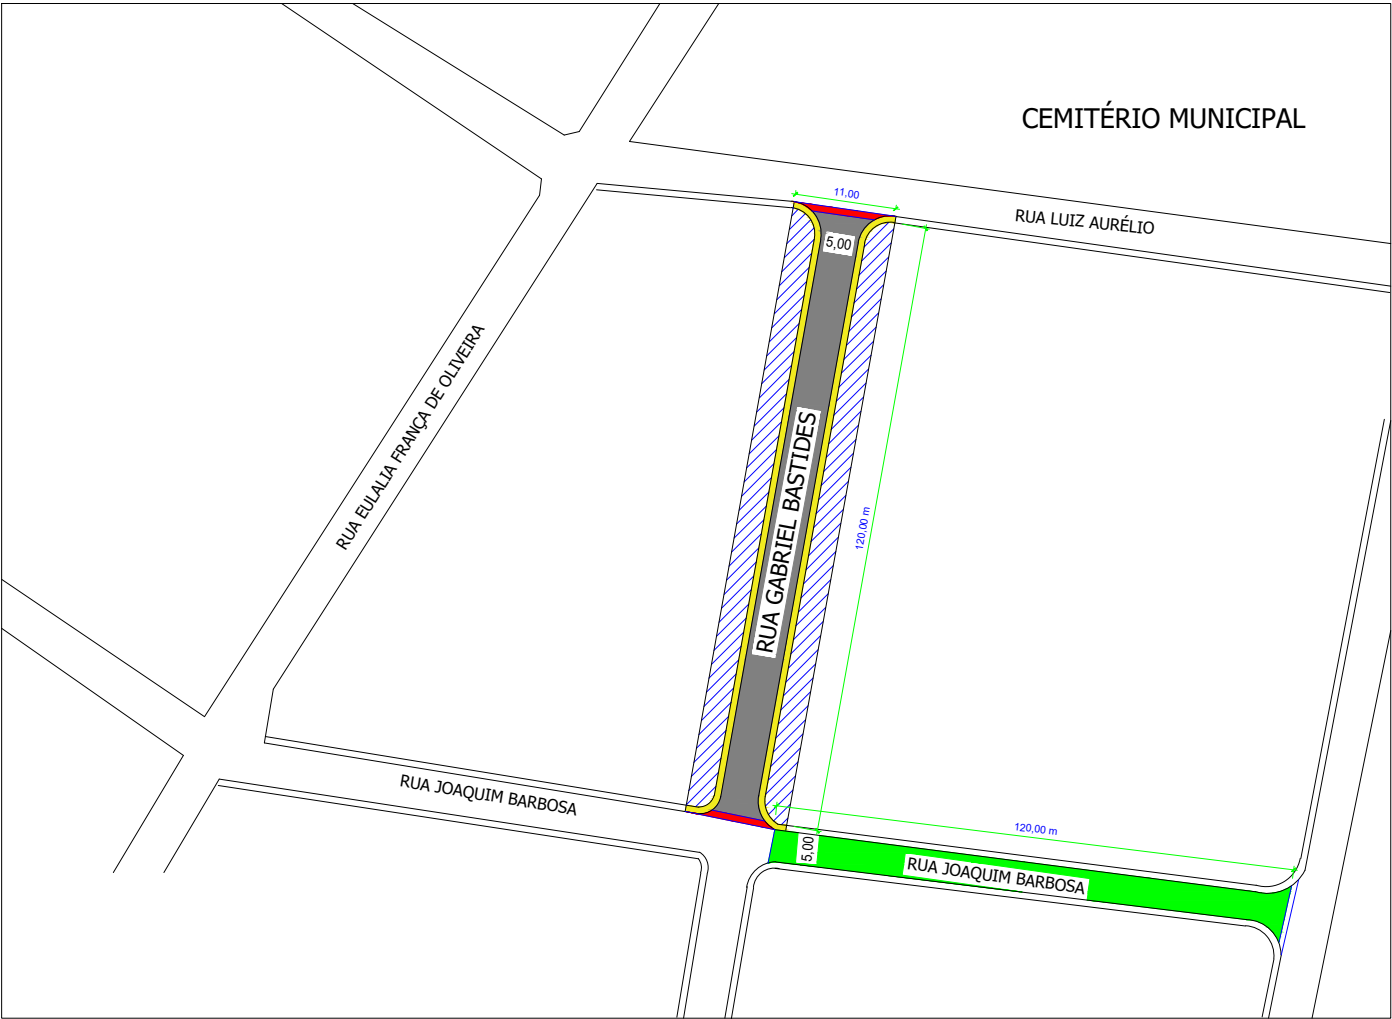 CEMITÉRIO MUNICIPAL
11.00
RUA LUIZ AURÉLIO
5,00
RUA EULALIA FRANÇA DE OLIVEIRA
RUA GABRIEL BASTIDES
120,00 m
RUA JOAQUIM BARBOSA
120,00 m
5,00
RUA JOAQUIM BARBOSA